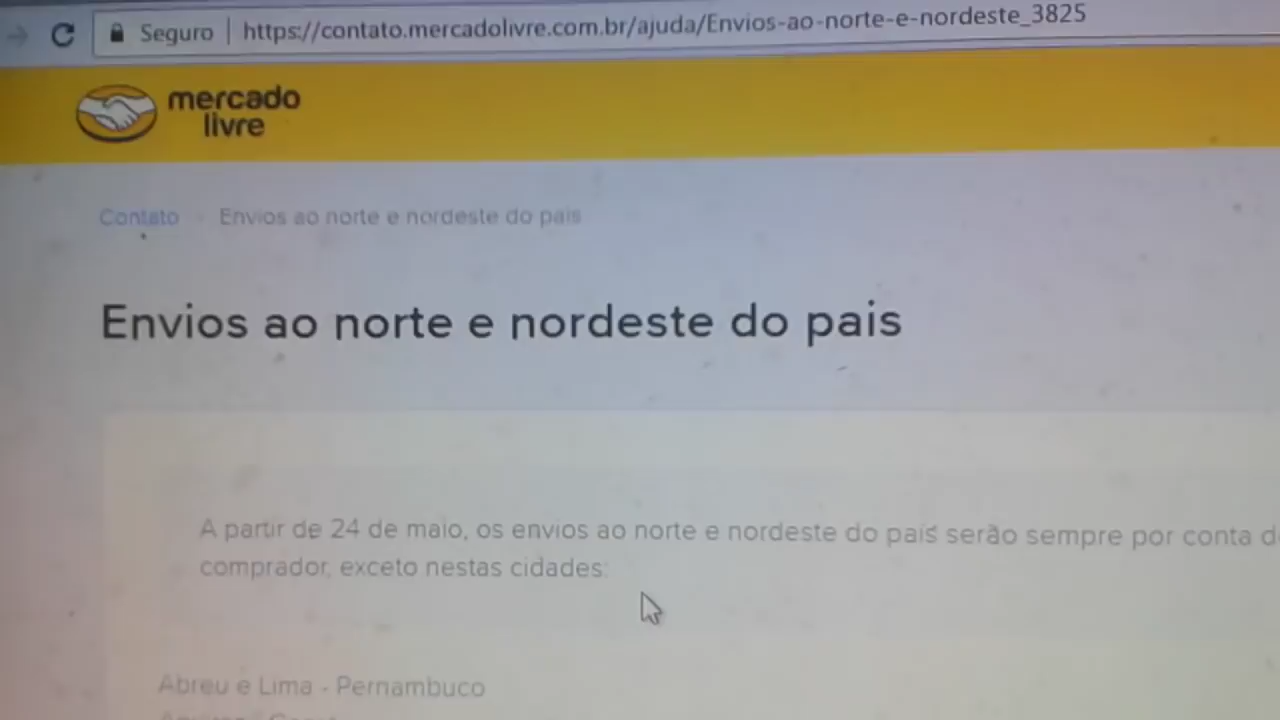 Seguro | https://contato.mercadolivre.com.br/ajuda/Envios-ao-norte-e-nordeste_3825
mercado
livre
Contato Envios ao norte e nordeste do pais
Envios ao norte e nordeste do pais
A partir de 24 de maio, os envios ao norte e nordeste do pais serão sempre por conta
comprador, exceto nestas cidades:
Abreu e Lima - Pernambuco